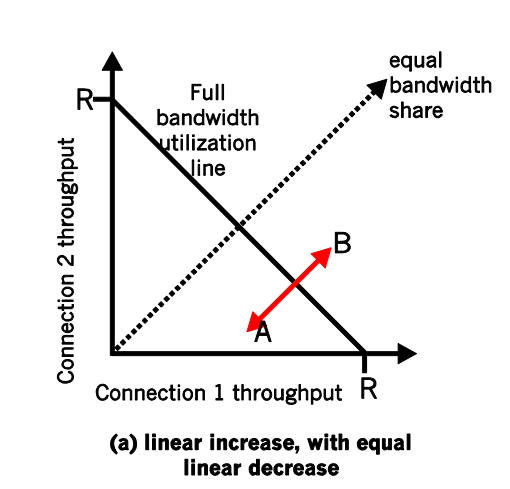 equal
bandwidth
share
R
Full
bandwidth
utilization
line
Connection 2 throughput
B
A
Connection 1 throughput
R
(a) linear increase, with equal
linear decrease